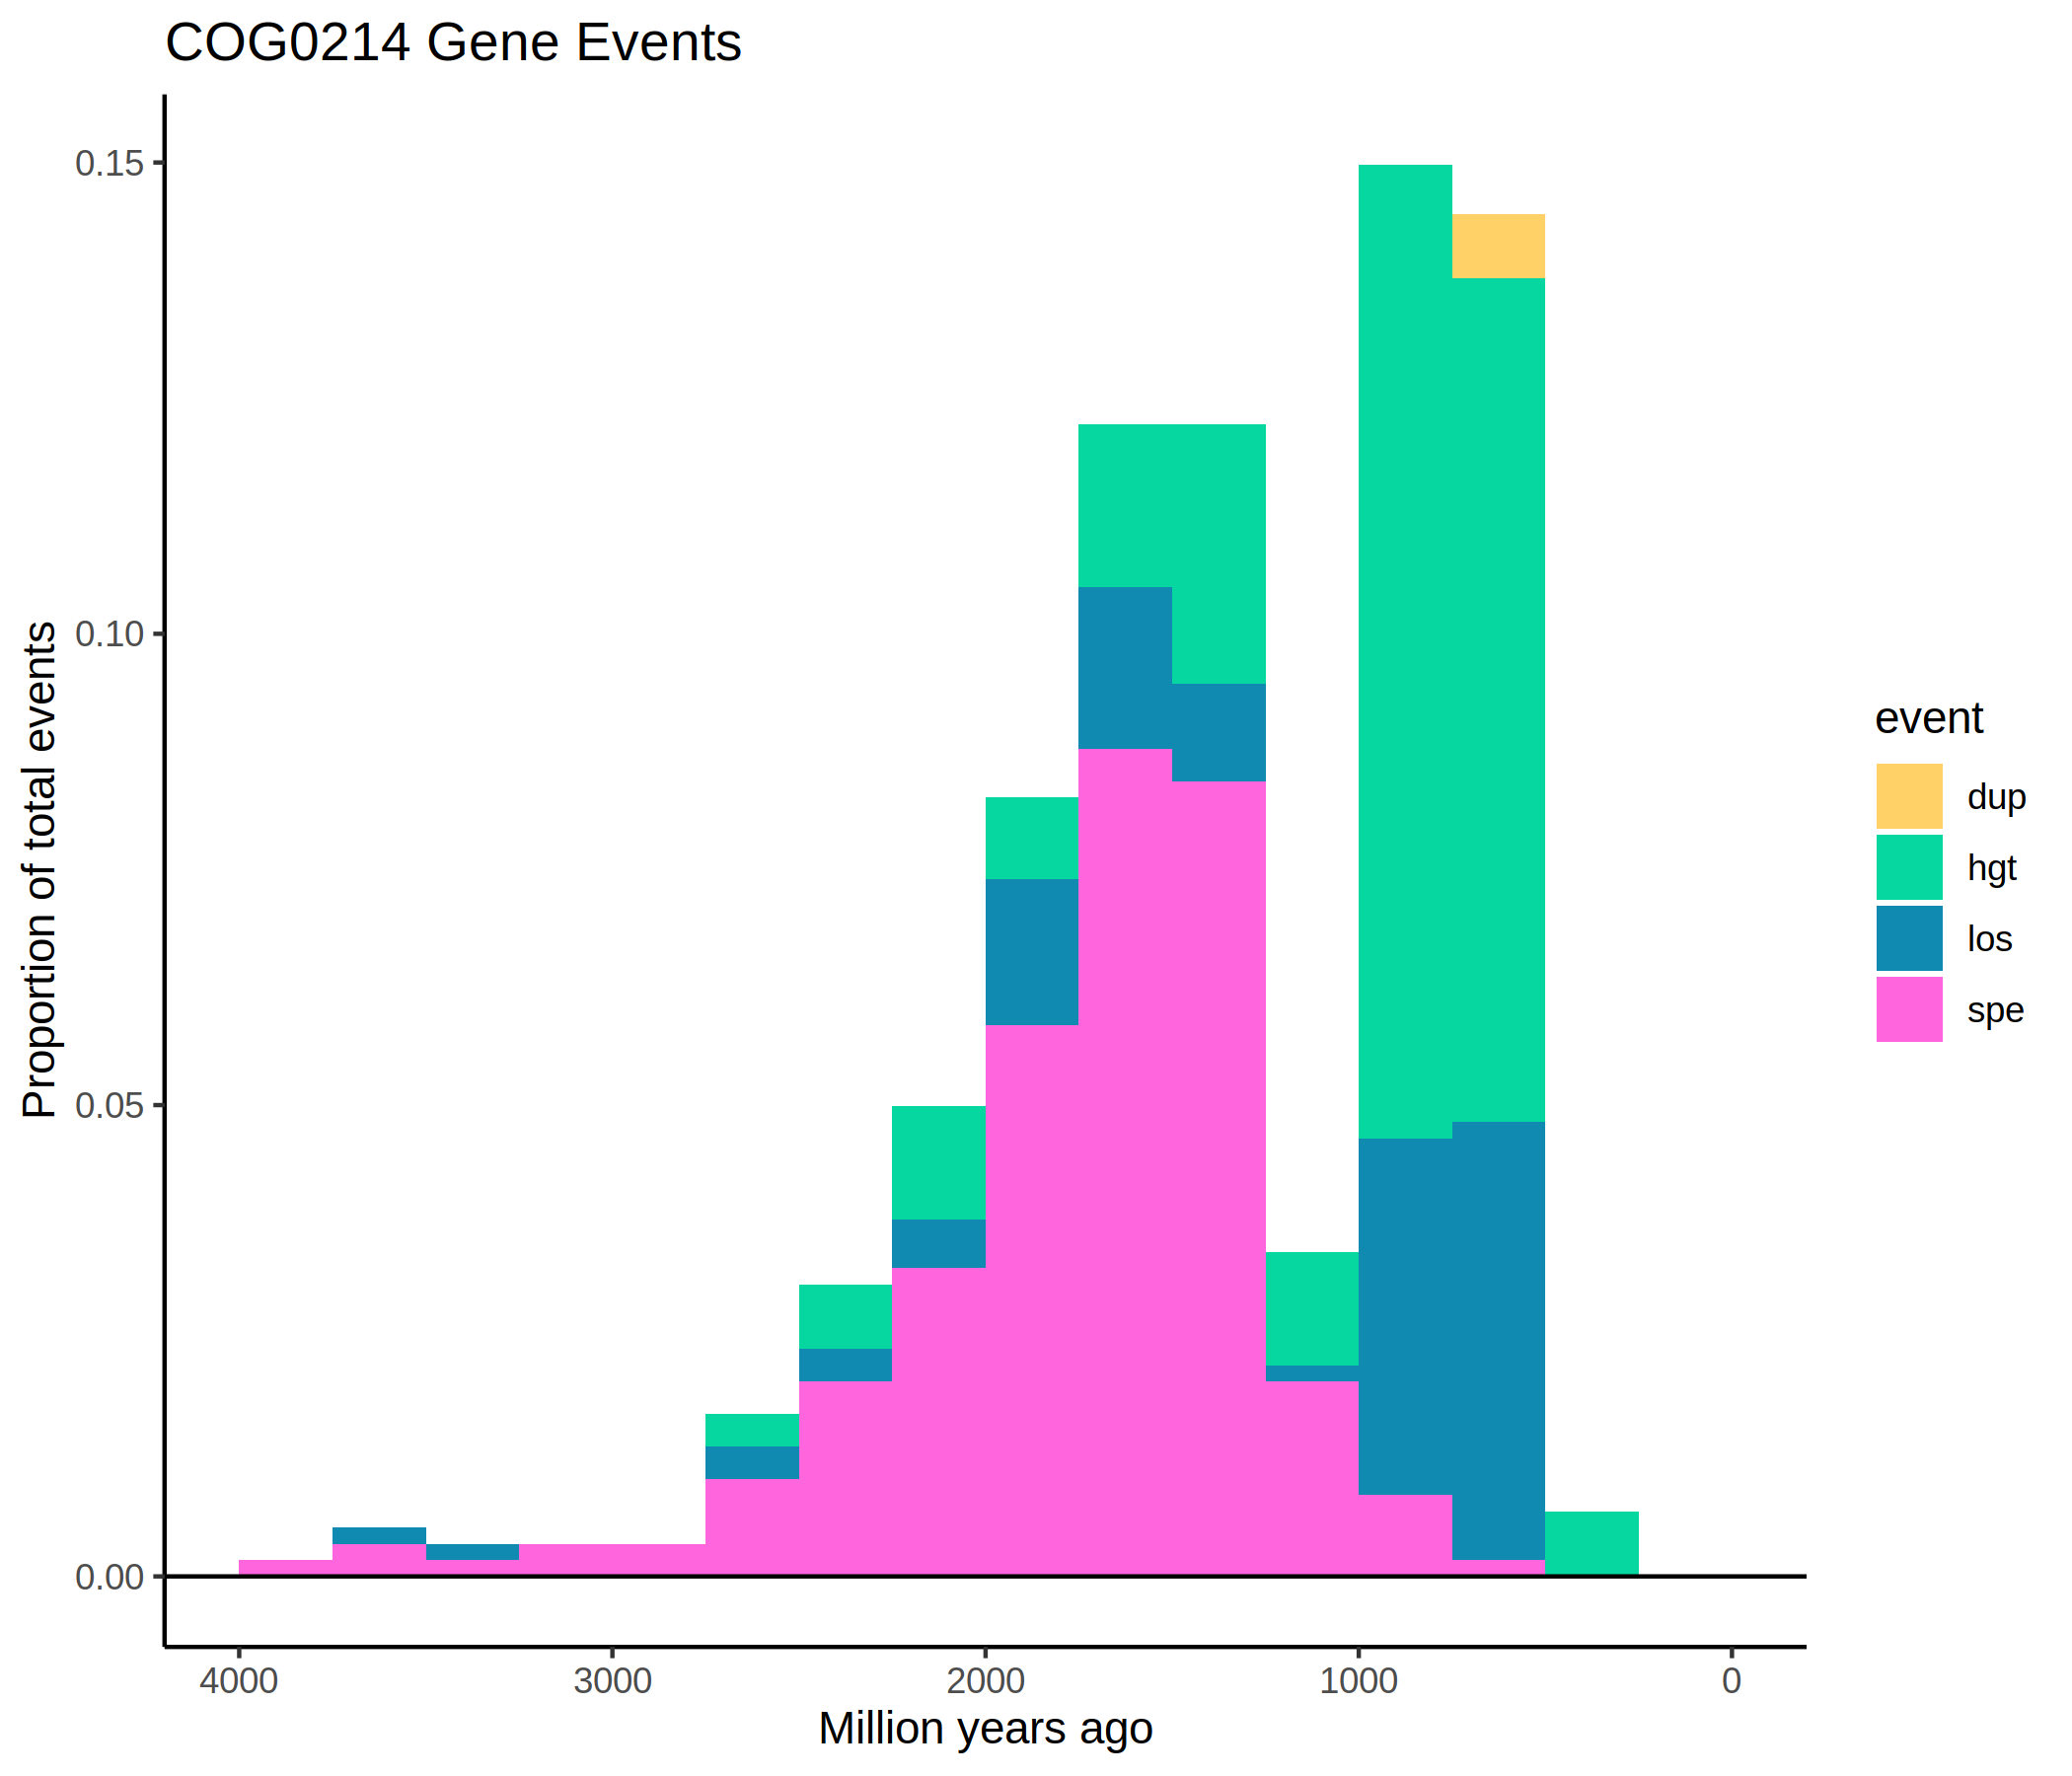 COG0214 Gene Events
Proportion of total events
0.15
0.10
0.05
0.00
4000 3000 2000 1000 0
Million years ago
event
dup
hgt
los
spe